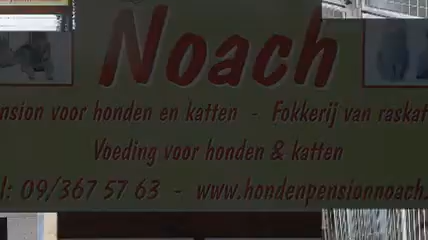 Noach
nsion voor honden en katten - Fokkerij van raskat
Voeding voor honden & katten
l: 09/367 57 63 - www.hondenpensionnoach.